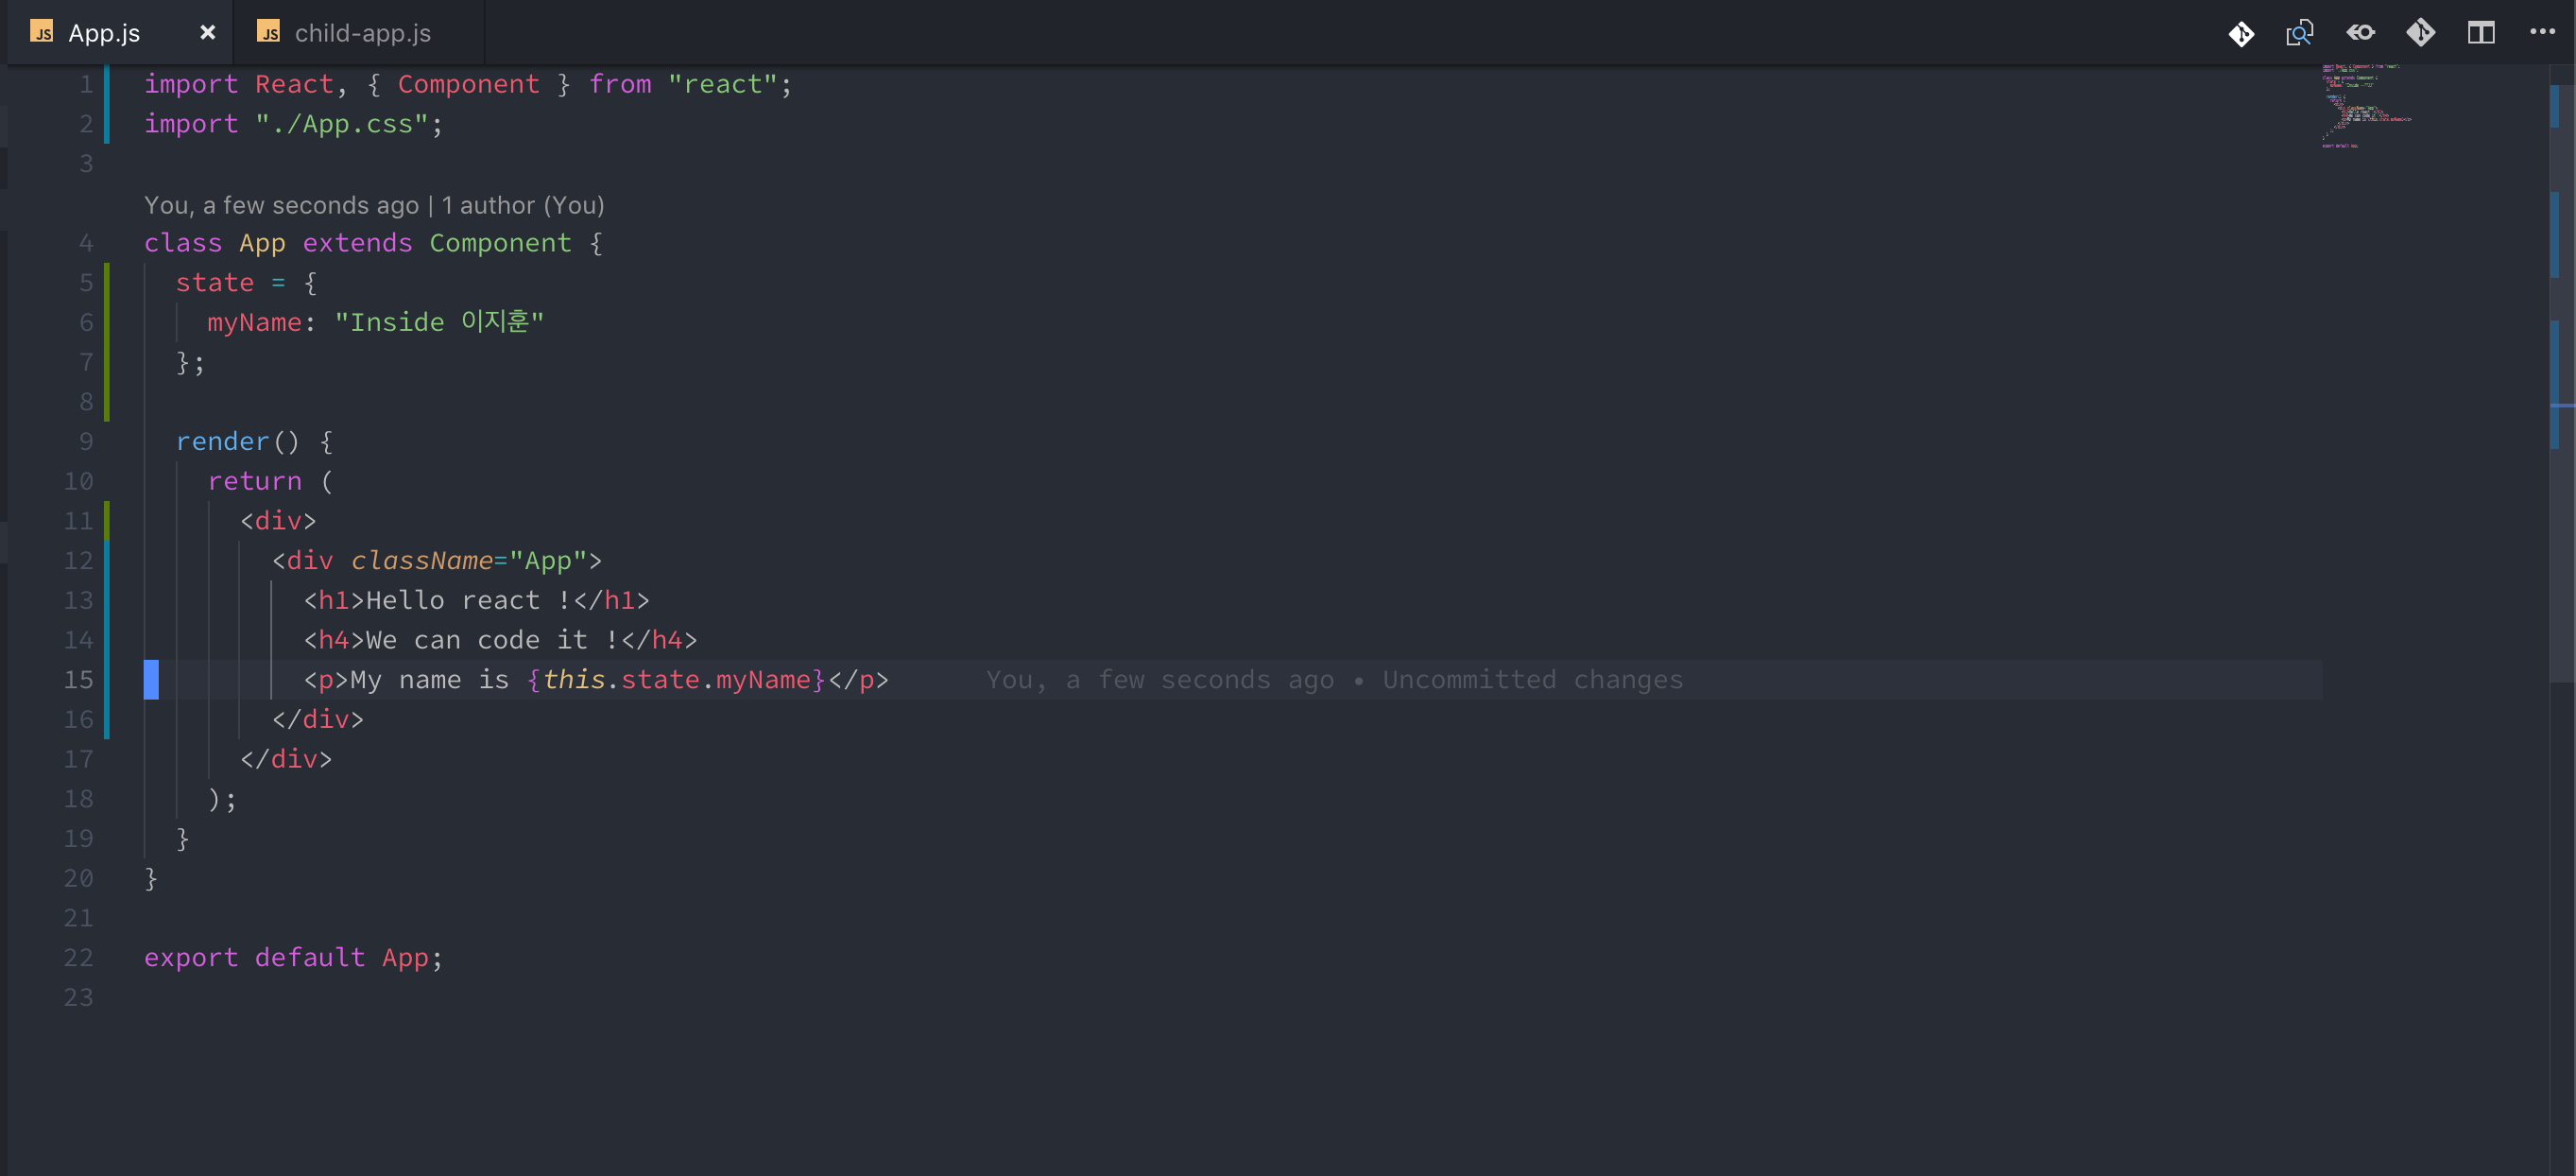 App.js
child-app.js
1 import React, { Component } from "react";
2 import "./App.css";
3
You, a few seconds ago | 1 author (You)
4 class App extends Component {
5 state = {
6 myName: "Inside 이지훈"
7 };
8
9 render() {
10 return (
11 <div>
12 <div className="App">
13 <h1>Hello react !</h1>
14 <h4>We can code it !</h4>
15 <p>My name is {this.state.myName}</p> You, a few seconds ago • Uncommitted changes
16 </div>
17 </div>
18 );
19 }
20 }
21
22 export default App;
23